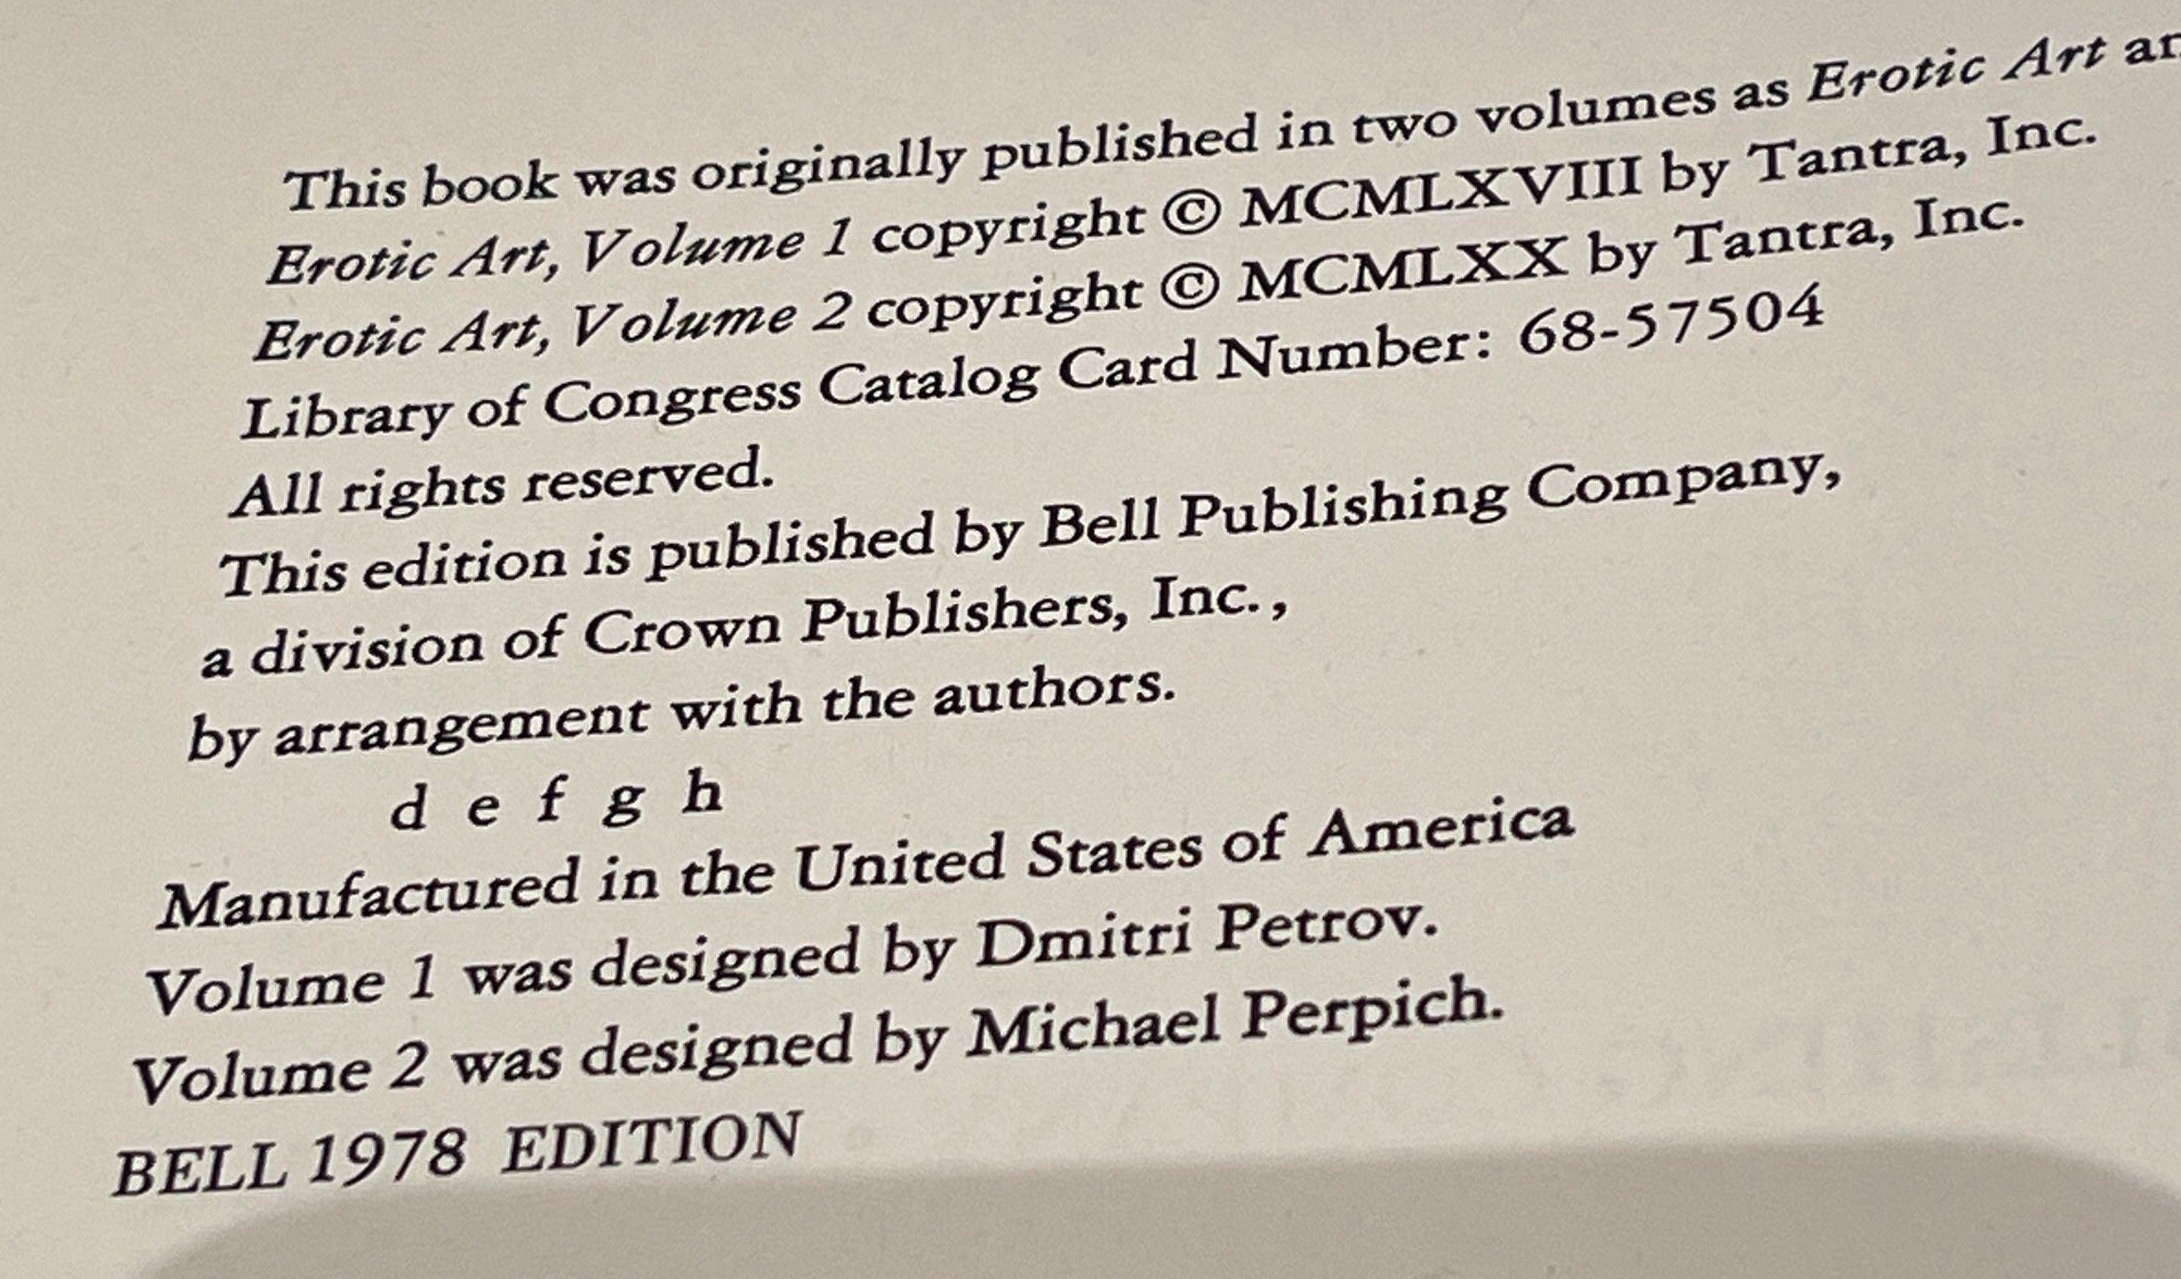 This book was originally published in two volumes as Erotic Art
Erotic Art, Volume 1 copyright © MCMLXVIII by Tantra, Inc.
Erotic Art, Volume 2 copyright © MCMLXX by Tantra, Inc.
Library of Congress Catalog Card Number: 68-57504
All rights reserved.
This edition is published by Bell Publishing Company,
a division of Crown Publishers, Inc.,
by arrangement with the authors.
d e f g h
Manufactured in the United States of America
Volume 1 was designed by Dmitri Petrov.
Volume 2 was designed by Michael Perpich.
BELL 1978 EDITION